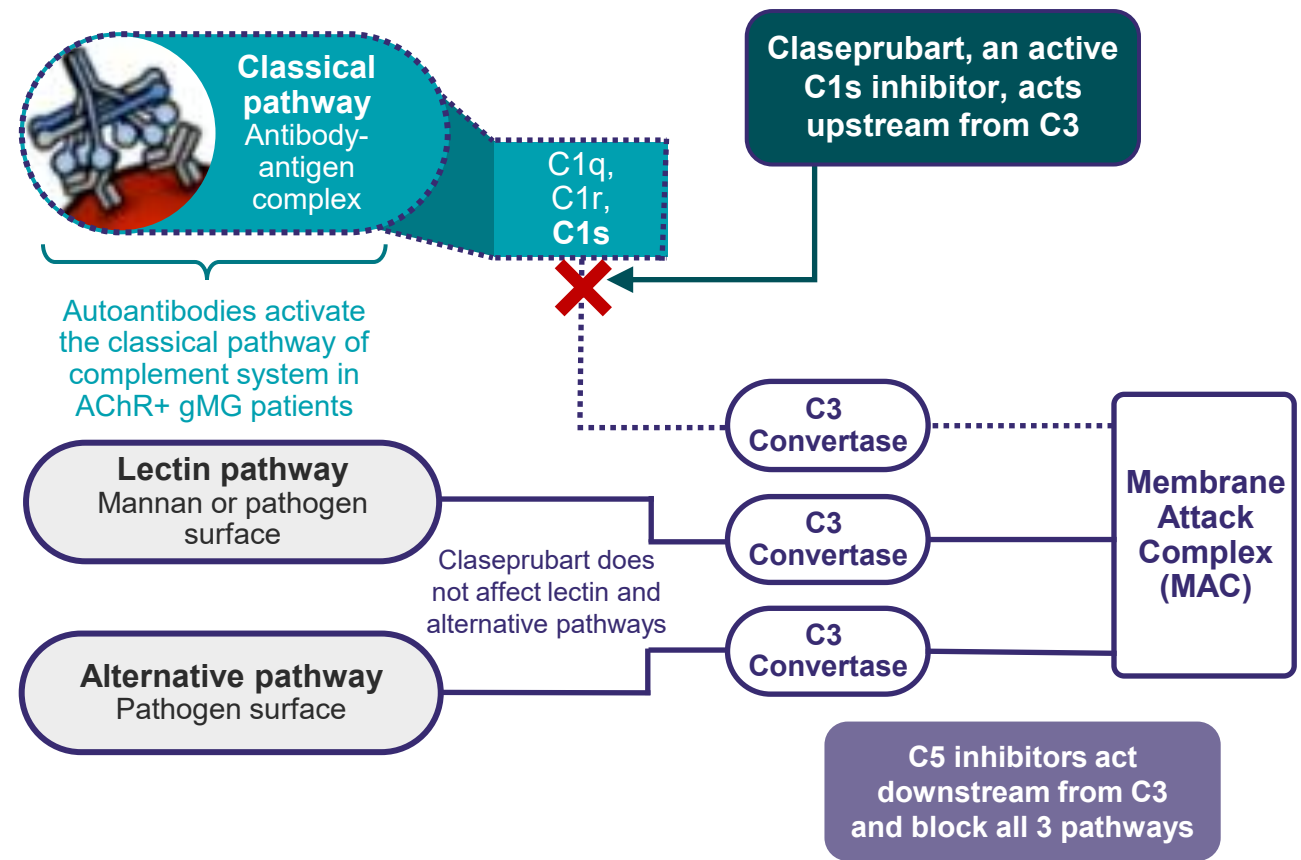 Classical
pathway
Antibody-
antigen
complex
C1q,
C1r,
C1s
Claseprubart, an active
C1s inhibitor, acts
upstream from C3
Autoantibodies activate
the classical pathway of
complement system in
AChR+ gMG patients
C3
Convertase
Lectin pathway
Mannan or pathogen
surface
C3
Convertase
Membrane
Attack
Complex
(MAC)
Claseprubart does
not affect lectin and
alternative pathways
Alternative pathway
Pathogen surface
C3
Convertase
C5 inhibitors act
downstream from C3
and block all 3 pathways